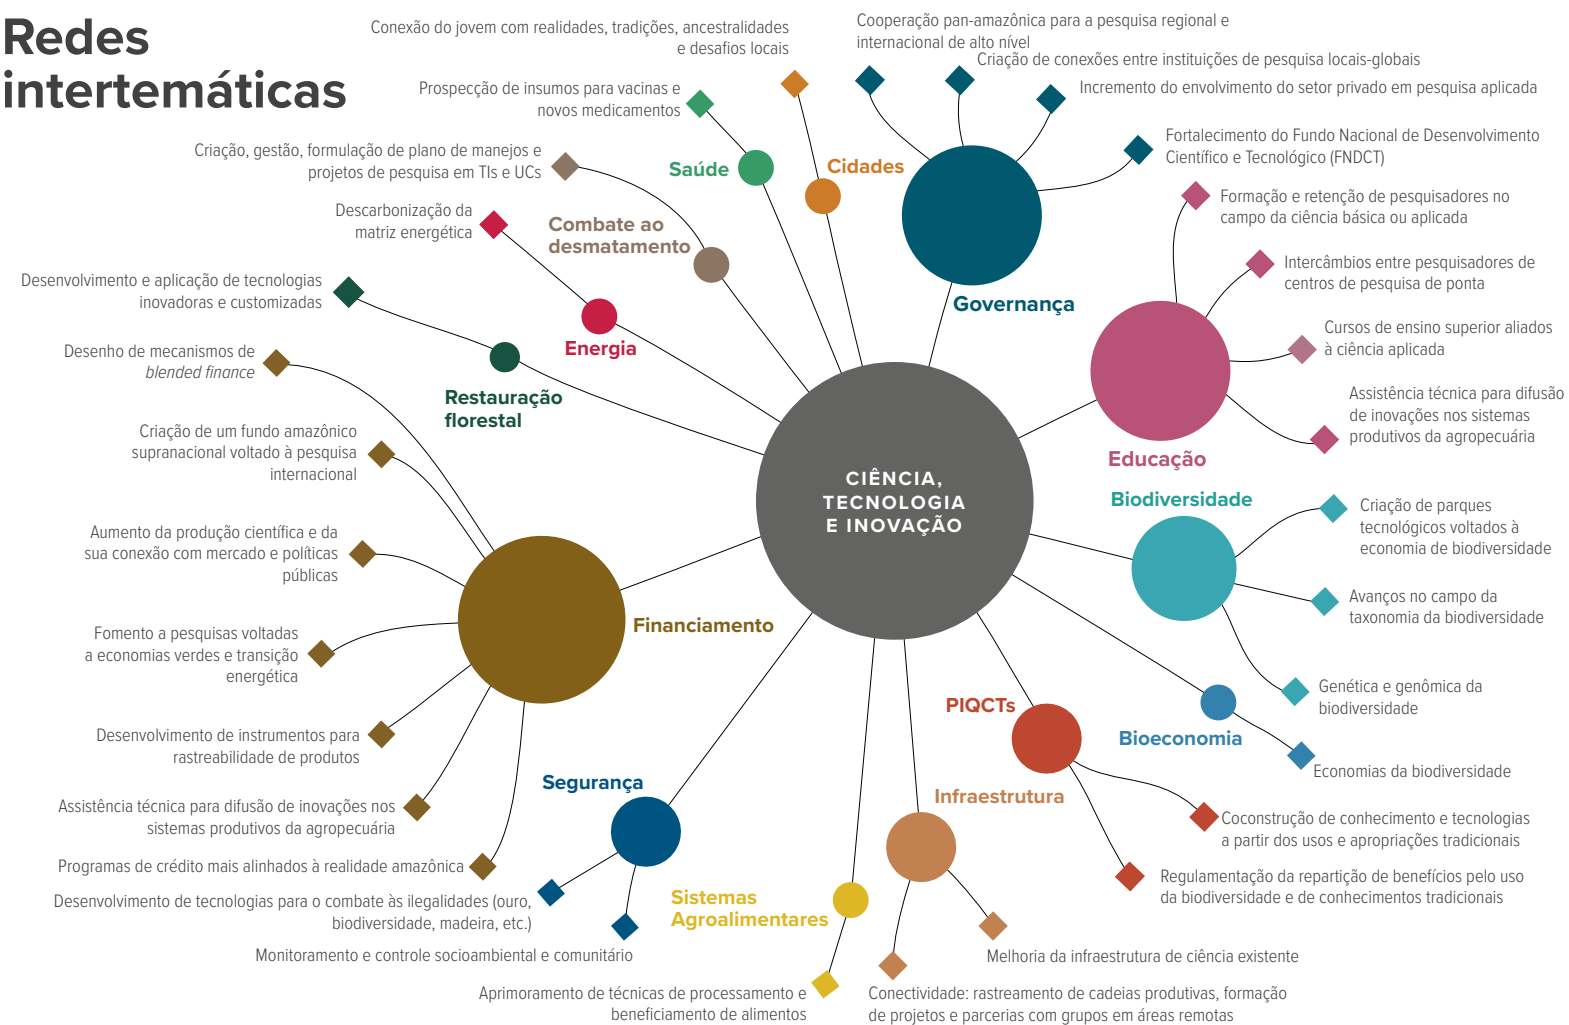 Redes
intertemáticas
Conexão do jovem com realidades, tradições, ancestralidades
e desafios locais
Prospecção de insumos para vacinas e
novos medicamentos
Saúde
Cidades
Criação, gestão, formulação de plano de manejos e
projetos de pesquisa em TIs e UCs
Combate ao
desmatamento
Descarbonização da
matriz energética
Energia
Desenvolvimento e aplicação de tecnologias
inovadoras e customizadas
Restauração
florestal
Desenho de mecanismos de
blended finance
Criação de um fundo amazônico
supranacional voltado à pesquisa
internacional
Aumento da produção científica e da
sua conexão com mercado e políticas
públicas
Fomento a pesquisas voltadas
a economias verdes e transição
energética
Desenvolvimento de instrumentos para
rastreabilidade de produtos
Assistência técnica para difusão de inovações nos
sistemas produtivos da agropecuária
Programas de crédito mais alinhados à realidade amazônica
Financiamento
CIÊNCIA,
TECNOLOGIA
E INOVAÇÃO
Cooperação pan-amazônica para a pesquisa regional e
internacional de alto nível
Criação de conexões entre instituições de pesquisa locais-globais
Incremento do envolvimento do setor privado em pesquisa aplicada
Fortalecimento do Fundo Nacional de Desenvolvimento
Científico e Tecnológico (FNDCT)
Governança
Formação e retenção de pesquisadores no
campo da ciência básica ou aplicada
Intercâmbios entre pesquisadores de
centros de pesquisa de ponta
Cursos de ensino superior aliados
à ciência aplicada
Assistência técnica para difusão
de inovações nos sistemas
produtivos da agropecuária
Educação
Biodiversidade
Criação de parques
tecnológicos voltados à
economia de biodiversidade
Avanços no campo da
taxonomia da biodiversidade
Genética e genômica da
biodiversidade
Bioeconomia
Economias da biodiversidade
PIQCTs
Coconstrução de conhecimento e tecnologias
a partir dos usos e apropriações tradicionais
Regulamentação da repartição de benefícios pelo uso
da biodiversidade e de conhecimentos tradicionais
Infraestrutura
Melhoria da infraestrutura de ciência existente
Conectividade: rastreamento de cadeias produtivas, formação
de projetos e parcerias com grupos em áreas remotas
Segurança
Desenvolvimento de tecnologias para o combate às ilegalidades (ouro,
biodiversidade, madeira, etc.)
Monitoramento e controle socioambiental e comunitário
Sistemas
Agroalimentares
Aprimoramento de técnicas de processamento e
beneficiamento de alimentos